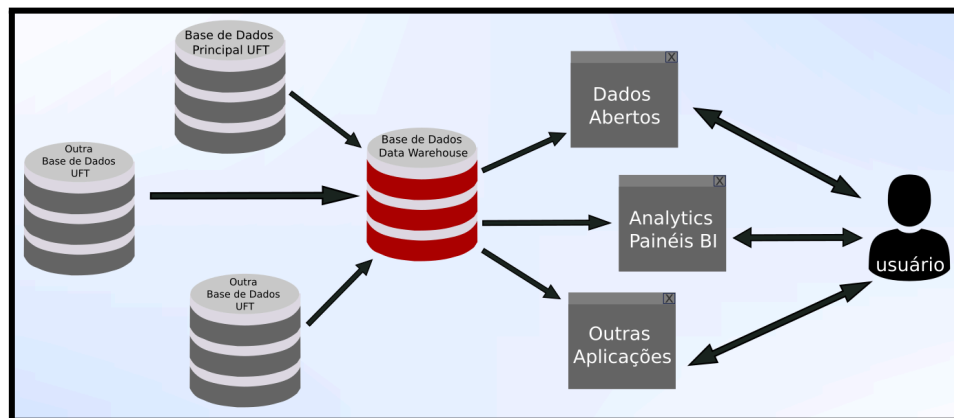 Base de Dados
Principal UFT
Outra
Base de Dados
UFT
Outra
Base de Dados
UFT
Base de Dados
Data Warehouse
X
Dados
Abertos
X
Analytics
Painéis BI
X
Outras
Aplicações
usuário